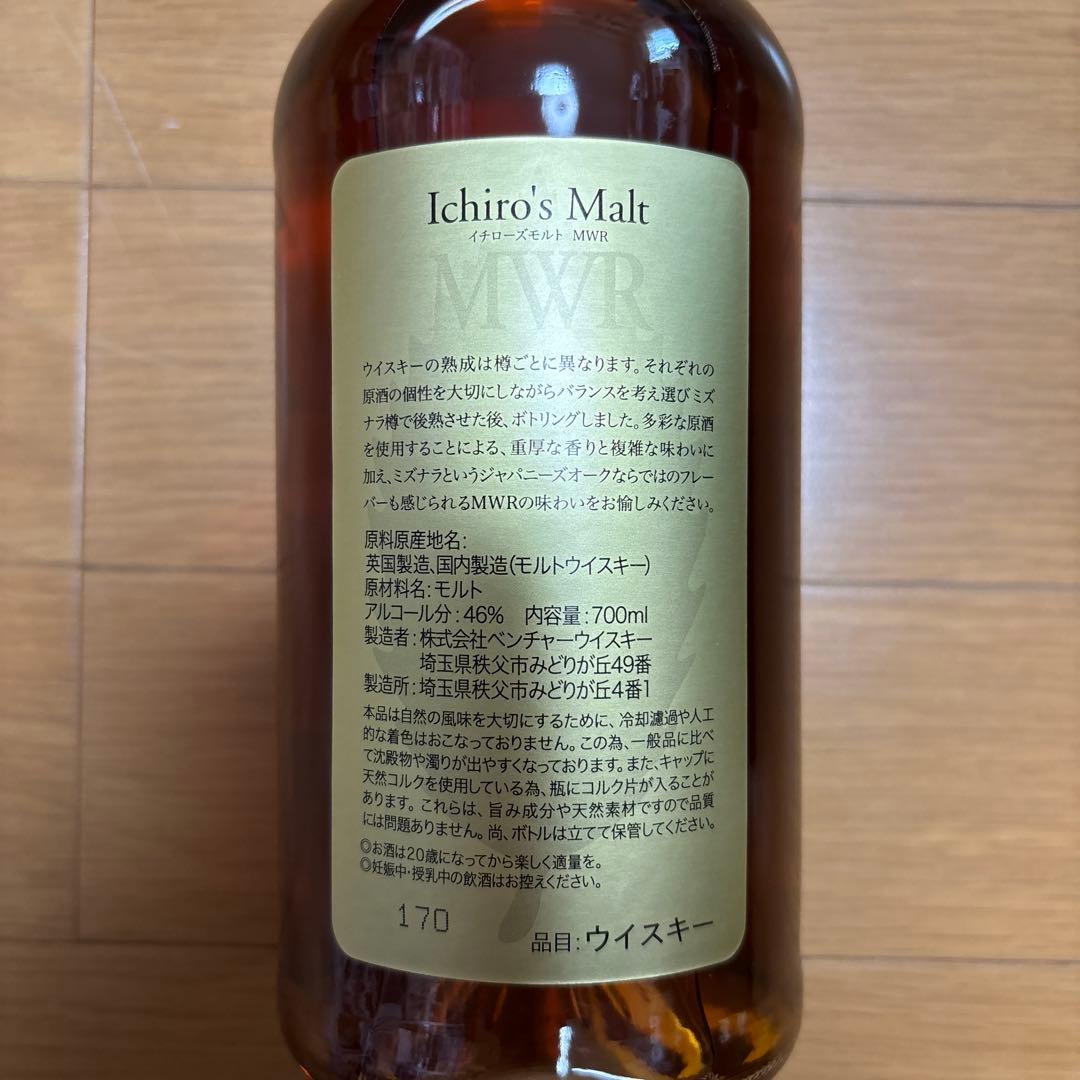 Ichiro's Malt
イチローズモルト MWR
MWR
ウイスキーの熟成は樽ごとに異なります。それぞれの
原酒の個性を大切にしながらバランスを考え選びミズ
ナラ樽で後熟させた後、ボトリングしました。多彩な原酒
を使用することによる、重厚な香りと複雑な味わいに
加え、ミズナラというジャパニーズオークならではのフレー
バーも感じられるMWRの味わいをお愉しみください。
原料原産地名:
英国製造、国内製造(モルトウイスキー)
原材料名:モルト
アルコール分:46% 内容量:700ml
製造者:株式会社ベンチャーウイスキー
埼玉県秩父市みどりが丘49番
製造所:埼玉県秩父市みどりが丘4番1
本品は自然の風味を大切にするために、冷却濾過や人工
的な着色はおこなっておりません。この為、一般品に比べ
て沈殿物や濁りが出やすくなっております。また、キャップに
天然コルクを使用している為、瓶にコルク片が入ることが
あります。これらは、旨み成分や天然素材ですので品質
には問題ありません。尚、ボトルは立てて保管してください。
◎お酒は20歳になってから楽しく適量を。
◎妊娠中・授乳中の飲酒はお控えください。
170
品目:ウイスキー